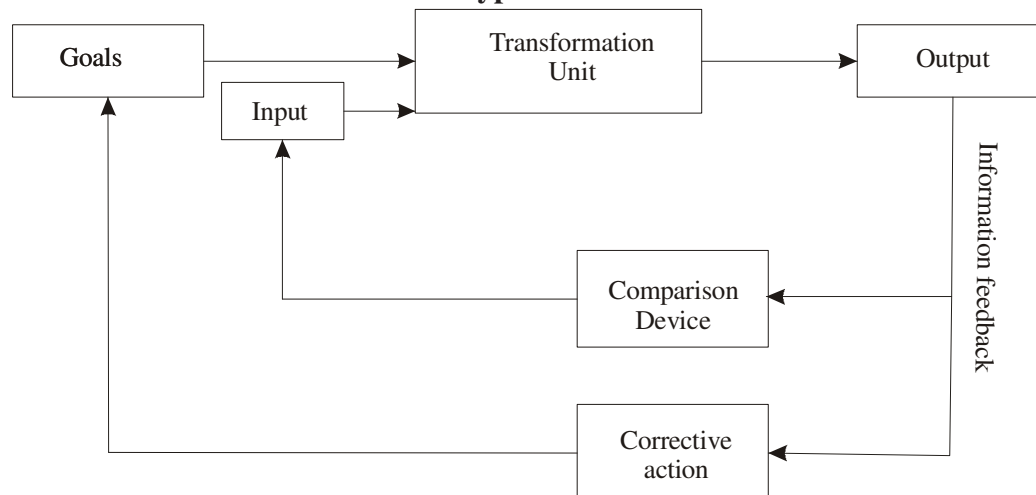 Goals
Transformation
Unit
Output
Input
Information feedback
Comparison
Device
Corrective
action